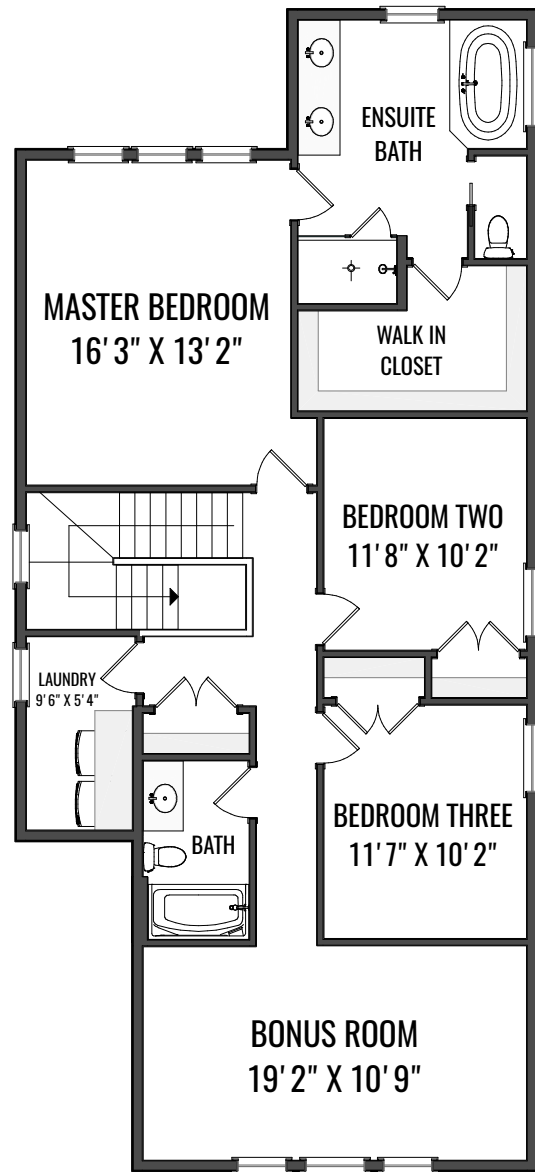 ENSUITE
BATH
MASTER BEDROOM
16'3" X 13'2"
WALK IN
CLOSET
BEDROOM TWO
11'8" X 10'2"
LAUNDRY
9'6" X 5'4"
BEDROOM THREE
11'7" X 10'2"
BATH
BONUS ROOM
19'2" X 10'9"